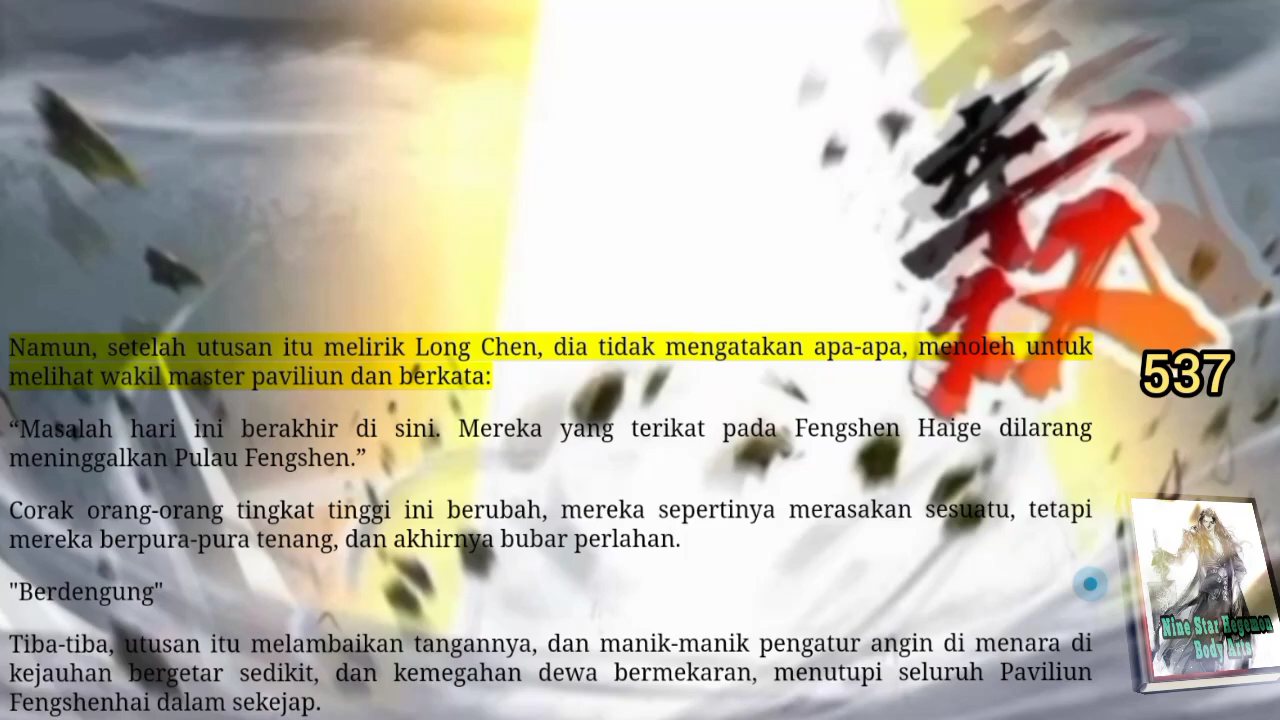 Namun, setelah utusan itu melirik Long Chen, dia tidak mengatakan apa-apa, menoleh untuk
melihat wakil master paviliun dan berkata:
537
“Masalah hari ini berakhir di sini. Mereka yang terikat pada Fengshen Haige dilarang
meninggalkan Pulau Fengshen.”
Corak orang-orang tingkat tinggi ini berubah, mereka sepertinya merasakan sesuatu, tetapi
mereka berpura-pura tenang, dan akhirnya bubar perlahan.
"Berdengung"
Tiba-tiba, utusan itu melambaikan tangannya, dan manik-manik pengatur angin di menara di
kejauhan bergetar sedikit, dan kemegahan dewa bermekaran, menutupi seluruh Paviliun
Fengshenhai dalam sekejap.
Nine Star Hegemon
Body Arts